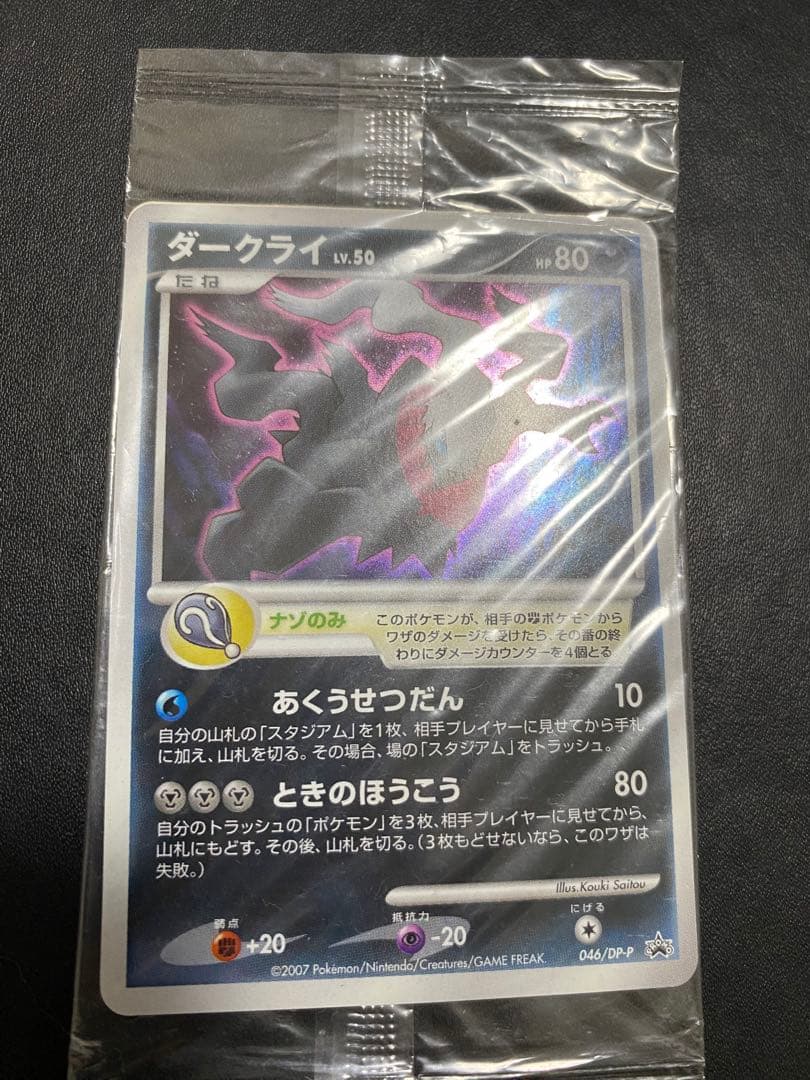 ダークライ LV.50 HP 80
たね
ナゾのみ
このポケモンが、相手のポケモンから
ワザのダメージを受けたら、その番の終
わりにダメージカウンターを4個とる
あくうせつだん 10
自分の山札の「スタジアム」を1枚、相手プレイヤーに見せてから手札
に加え、山札を切る。その場合、場の「スタジアム」をトラッシュ。
ときのほうこう 80
自分のトラッシュの「ポケモン」を3枚、相手プレイヤーに見せてから、
山札にもどす。その後、山札を切る。（3枚もどせないなら、このワザは
失敗。）
Illus.Kouki Saitou
弱点 +20 抵抗力 -20 にげる
©2007 Pokémon/Nintendo/Creatures/GAME FREAK.
046/DP-P